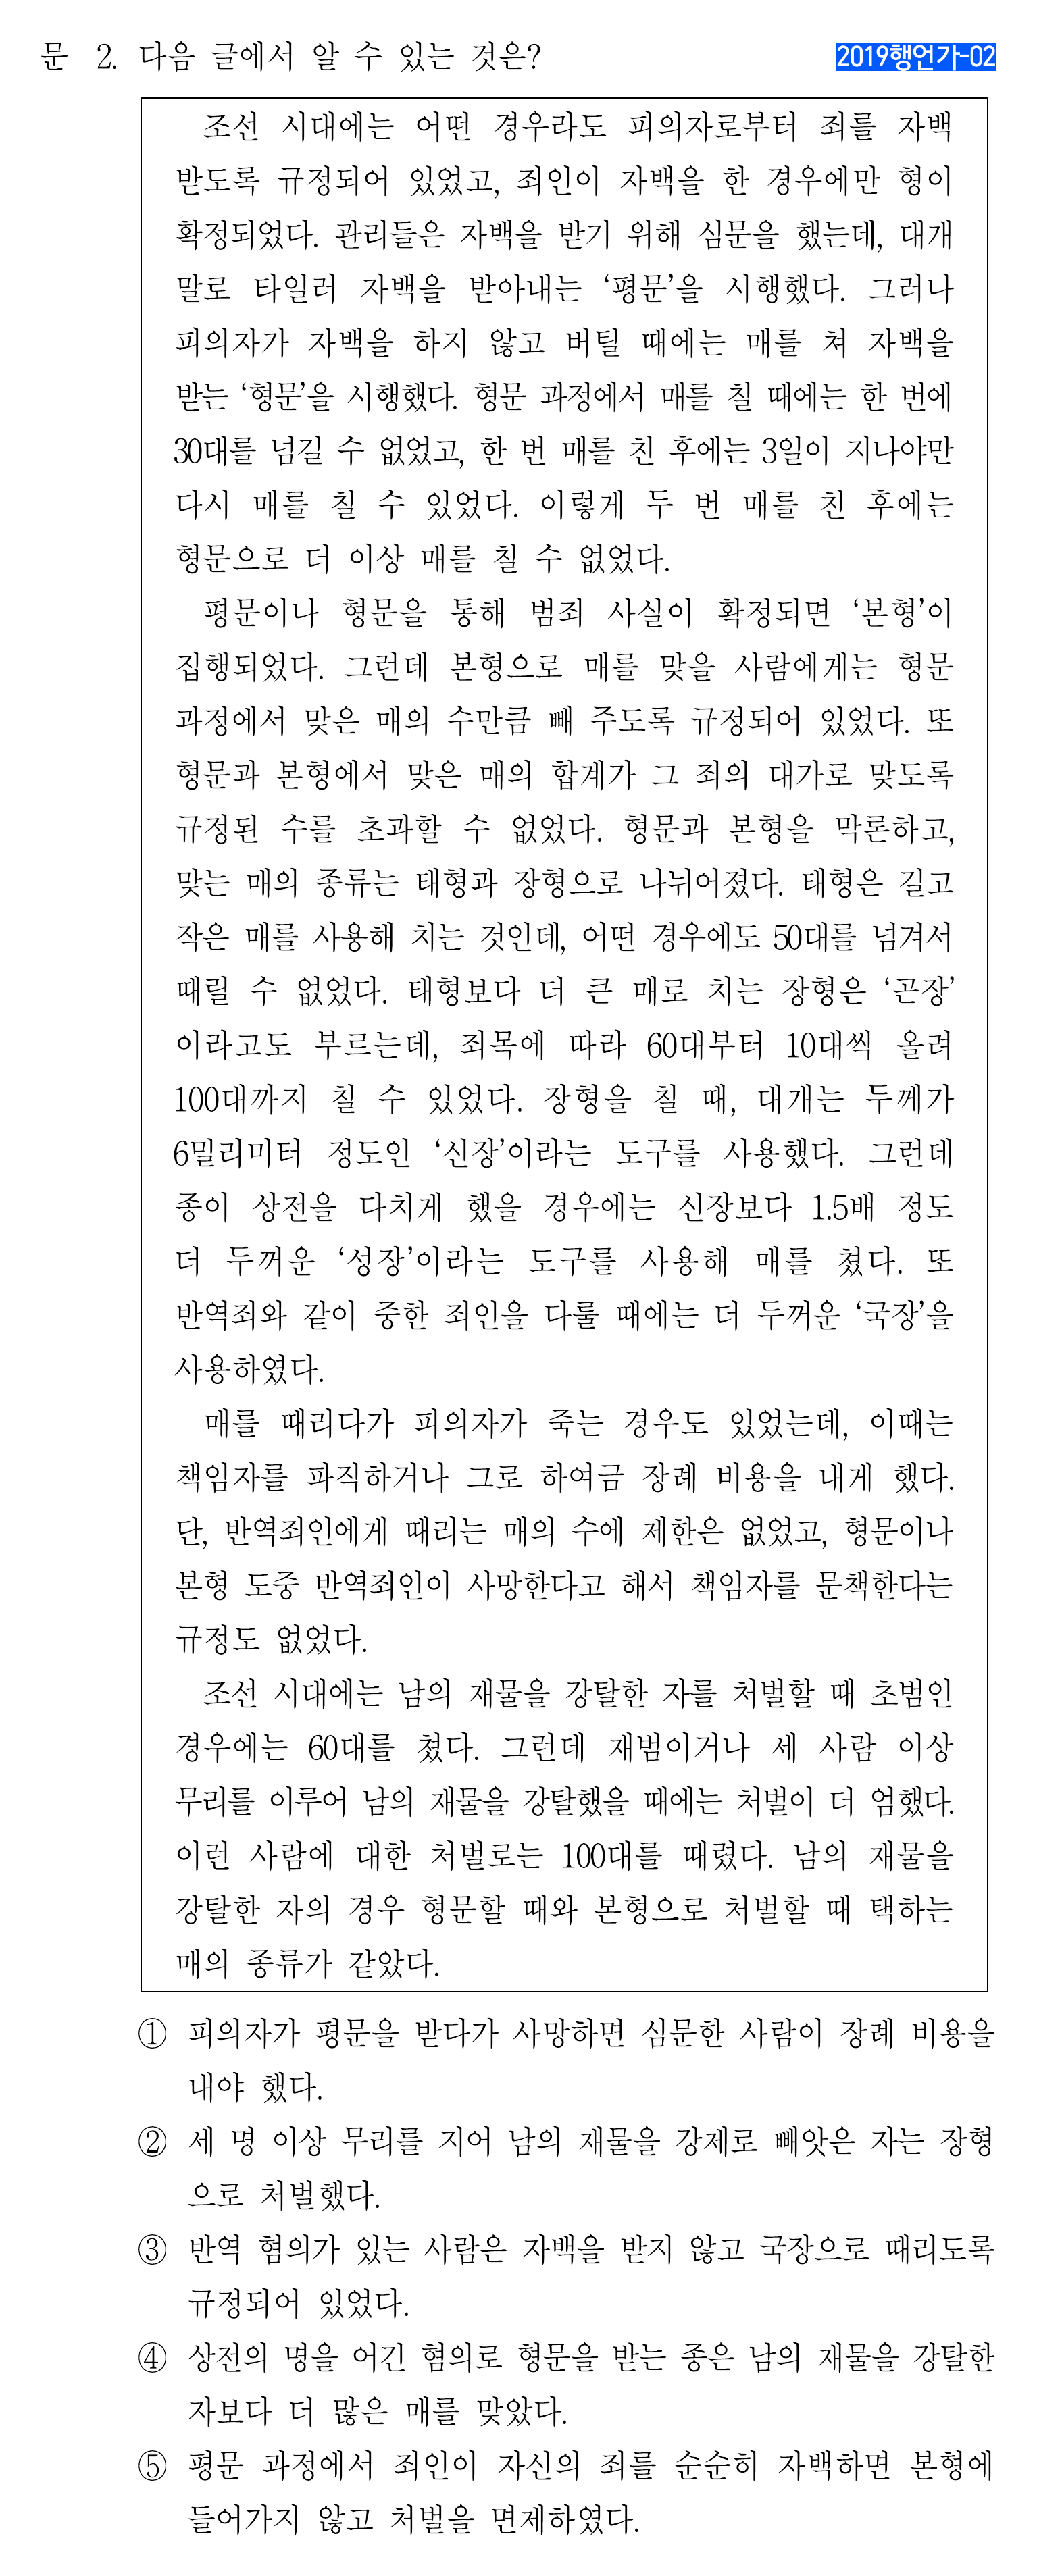 문 2. 다음 글에서 알 수 있는 것은?
2019행언가-02
조선 시대에는 어떤 경우라도 피의자로부터 죄를 자백
받도록 규정되어 있었고, 죄인이 자백을 한 경우에만 형이
확정되었다. 관리들은 자백을 받기 위해 심문을 했는데, 대개
말로 타일러 자백을 받아내는 ‘평문’을 시행했다. 그러나
피의자가 자백을 하지 않고 버틸 때에는 매를 쳐 자백을
받는 ‘형문’을 시행했다. 형문 과정에서 매를 칠 때에는 한 번에
30대를 넘길 수 없었고, 한 번 매를 친 후에는 3일이 지나야만
다시 매를 칠 수 있었다. 이렇게 두 번 매를 친 후에는
형문으로 더 이상 매를 칠 수 없었다.
평문이나 형문을 통해 범죄 사실이 확정되면 ‘본형’이
집행되었다. 그런데 본형으로 매를 맞을 사람에게는 형문
과정에서 맞은 매의 수만큼 빼 주도록 규정되어 있었다. 또
형문과 본형에서 맞은 매의 합계가 그 죄의 대가로 맞도록
규정된 수를 초과할 수 없었다. 형문과 본형을 막론하고,
맞는 매의 종류는 태형과 장형으로 나뉘어졌다. 태형은 길고
작은 매를 사용해 치는 것인데, 어떤 경우에도 50대를 넘겨서
때릴 수 없었다. 태형보다 더 큰 매로 치는 장형은 ‘곤장’
이라고도 부르는데, 죄목에 따라 60대부터 10대씩 올려
100대까지 칠 수 있었다. 장형을 칠 때, 대개는 두께가
6밀리미터 정도인 ‘신장’이라는 도구를 사용했다. 그런데
종이 상전을 다치게 했을 경우에는 신장보다 1.5배 정도
더 두꺼운 ‘성장’이라는 도구를 사용해 매를 쳤다. 또
반역죄와 같이 중한 죄인을 다룰 때에는 더 두꺼운 ‘국장’을
사용하였다.
매를 때리다가 피의자가 죽는 경우도 있었는데, 이때는
책임자를 파직하거나 그로 하여금 장례 비용을 내게 했다.
단, 반역죄인에게 때리는 매의 수에 제한은 없었고, 형문이나
본형 도중 반역죄인이 사망한다고 해서 책임자를 문책한다는
규정도 없었다.
조선 시대에는 남의 재물을 강탈한 자를 처벌할 때 초범인
경우에는 60대를 쳤다. 그런데 재범이거나 세 사람 이상
무리를 이루어 남의 재물을 강탈했을 때에는 처벌이 더 엄했다.
이런 사람에 대한 처벌로는 100대를 때렸다. 남의 재물을
강탈한 자의 경우 형문할 때와 본형으로 처벌할 때 택하는
매의 종류가 같았다.
① 피의자가 평문을 받다가 사망하면 심문한 사람이 장례 비용을
내야 했다.
② 세 명 이상 무리를 지어 남의 재물을 강제로 빼앗은 자는 장형
으로 처벌했다.
③ 반역 혐의가 있는 사람은 자백을 받지 않고 국장으로 때리도록
규정되어 있었다.
④ 상전의 명을 어긴 혐의로 형문을 받는 종은 남의 재물을 강탈한
자보다 더 많은 매를 맞았다.
⑤ 평문 과정에서 죄인이 자신의 죄를 순순히 자백하면 본형에
들어가지 않고 처벌을 면제하였다.